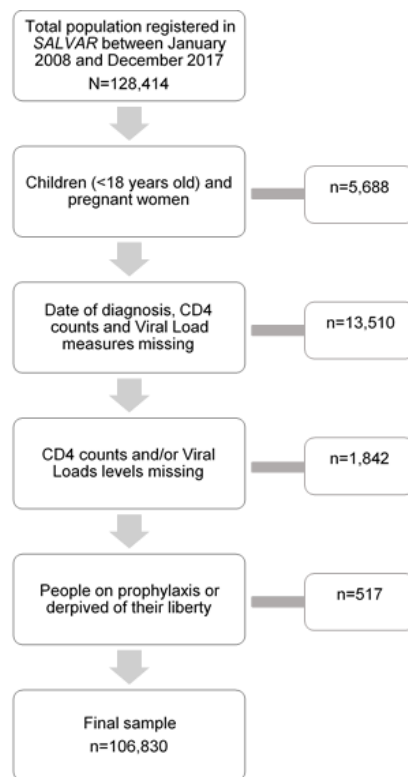 Total population registered in
SALVAR between January
2008 and December 2017
N=128,414
Children (<18 years old) and
pregnant women
n=5,688
Date of diagnosis, CD4
counts and Viral Load
measures missing
n=13,510
CD4 counts and/or Viral
Loads levels missing
n=1,842
People on prophylaxis or
derpived of their liberty
n=517
Final sample
n=106,830